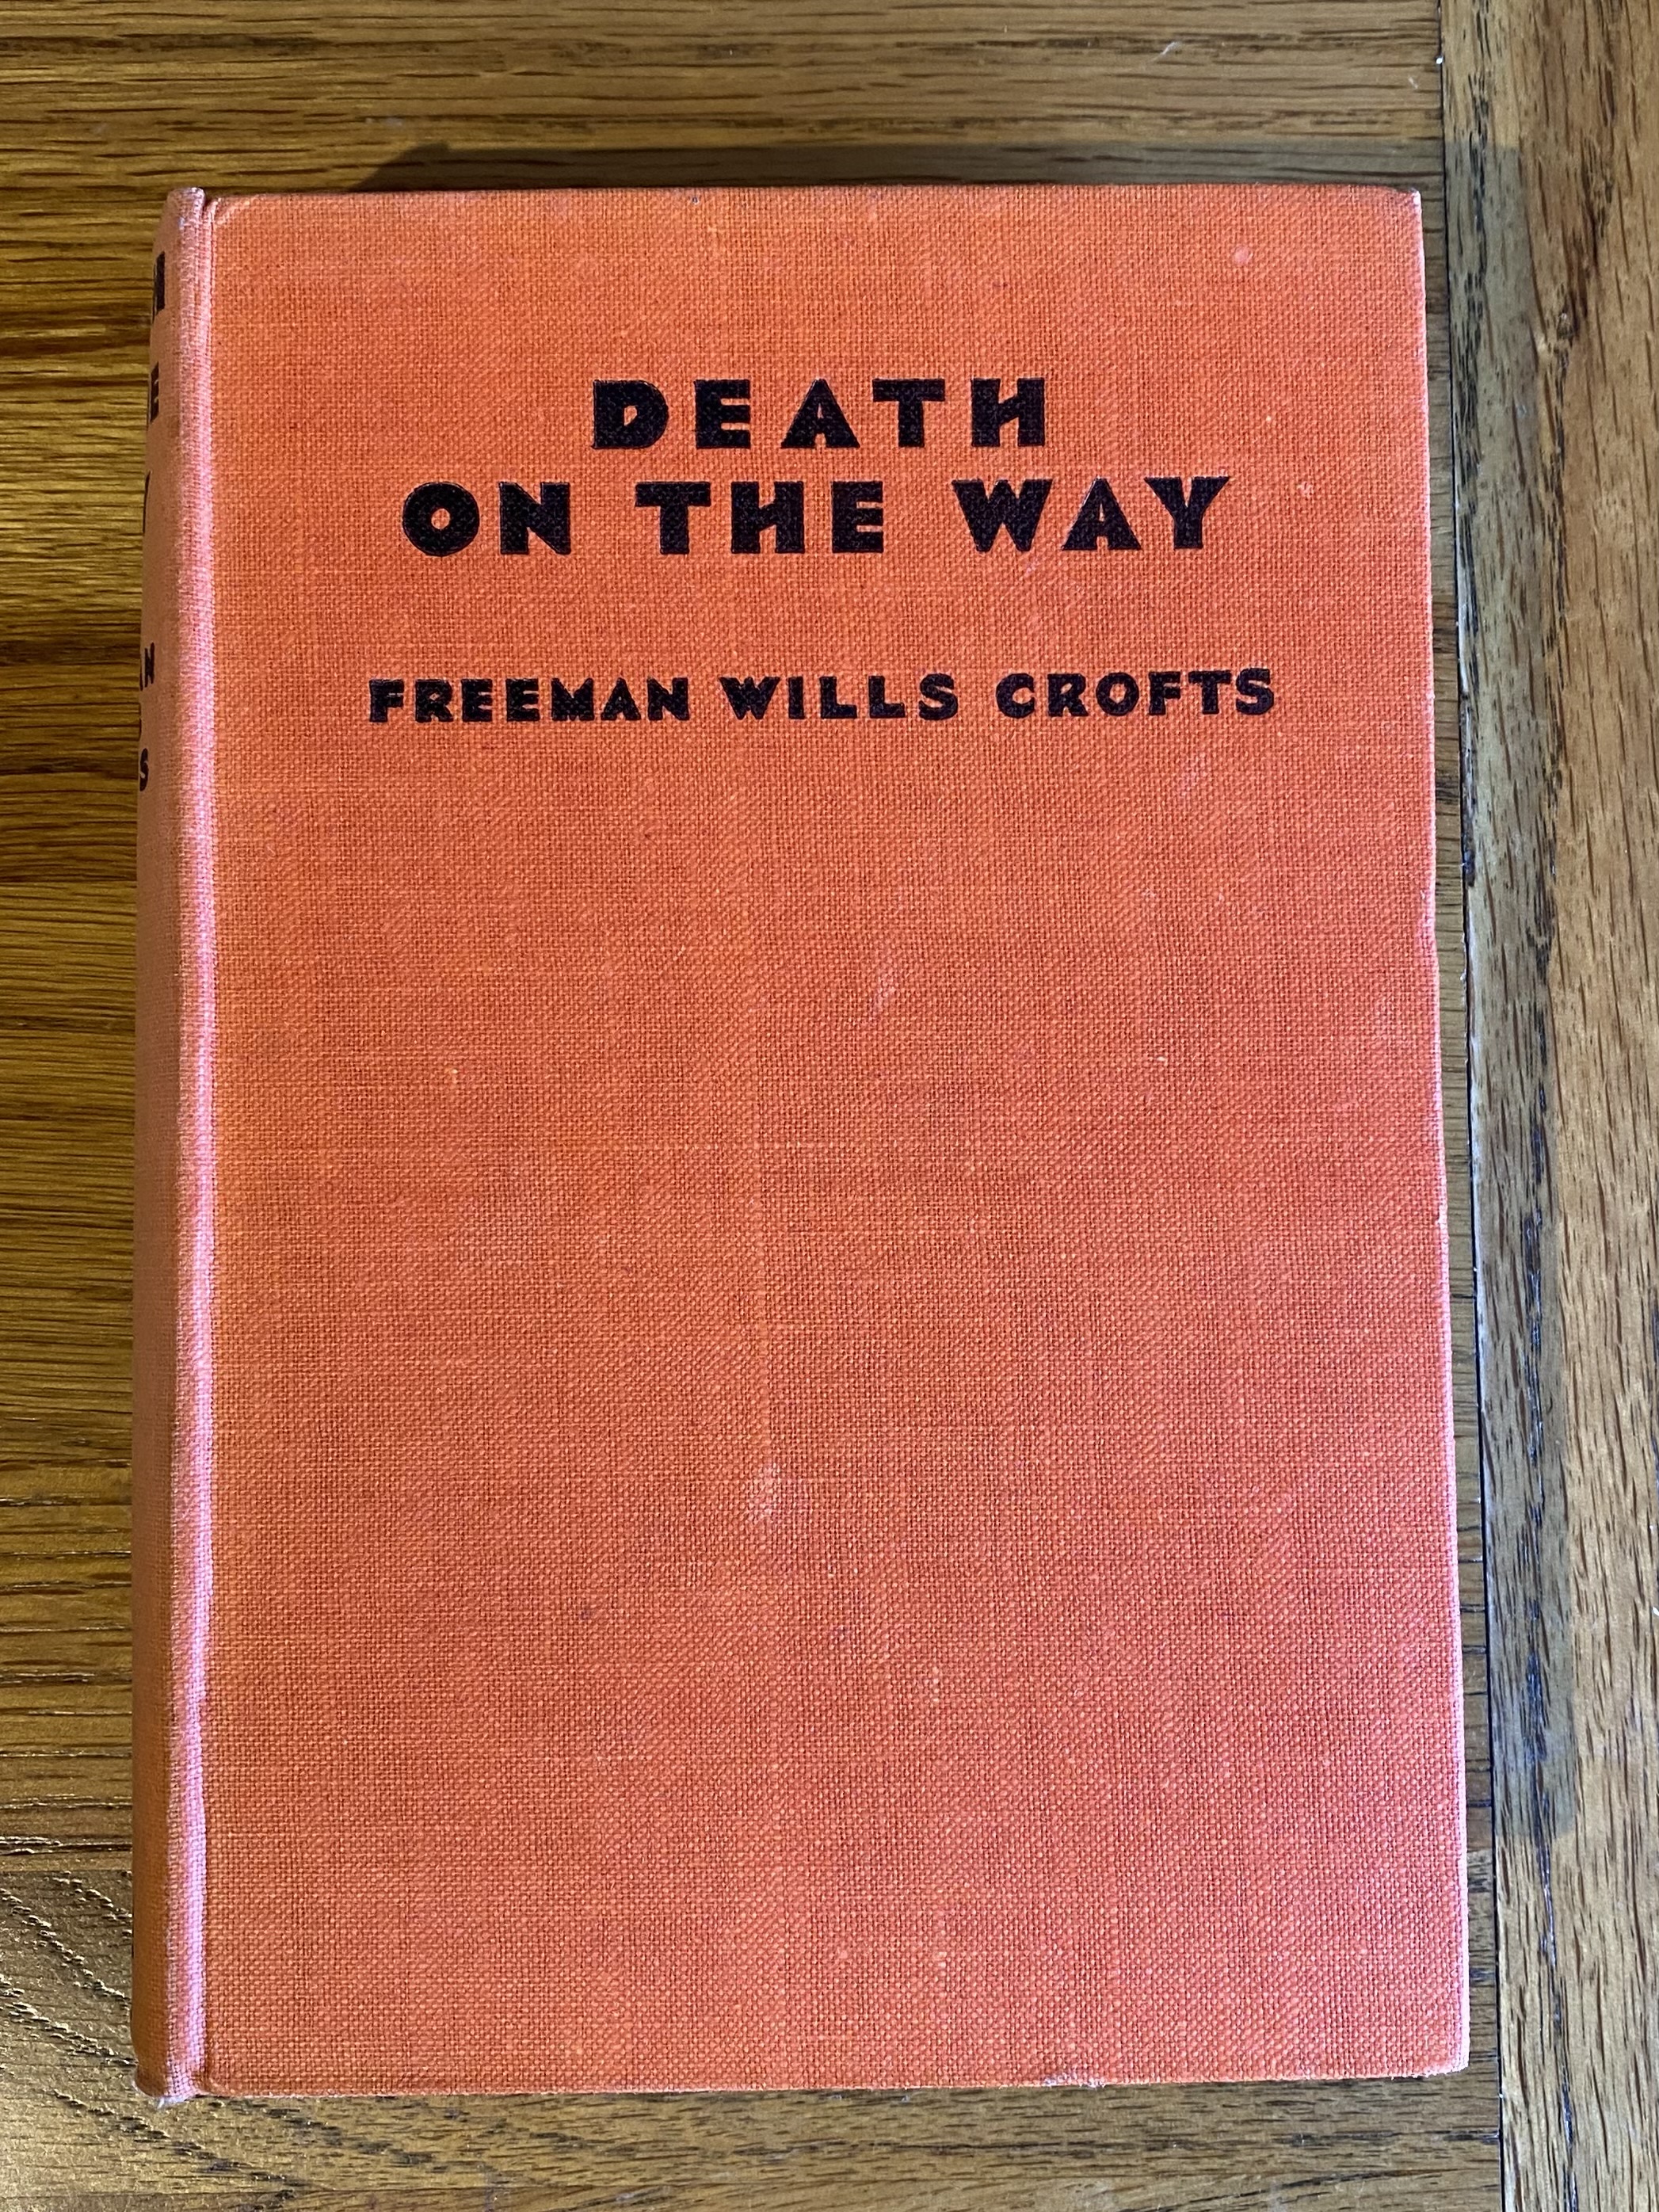 DEATH
ON THE WAY
FREEMAN WILLS CROFTS